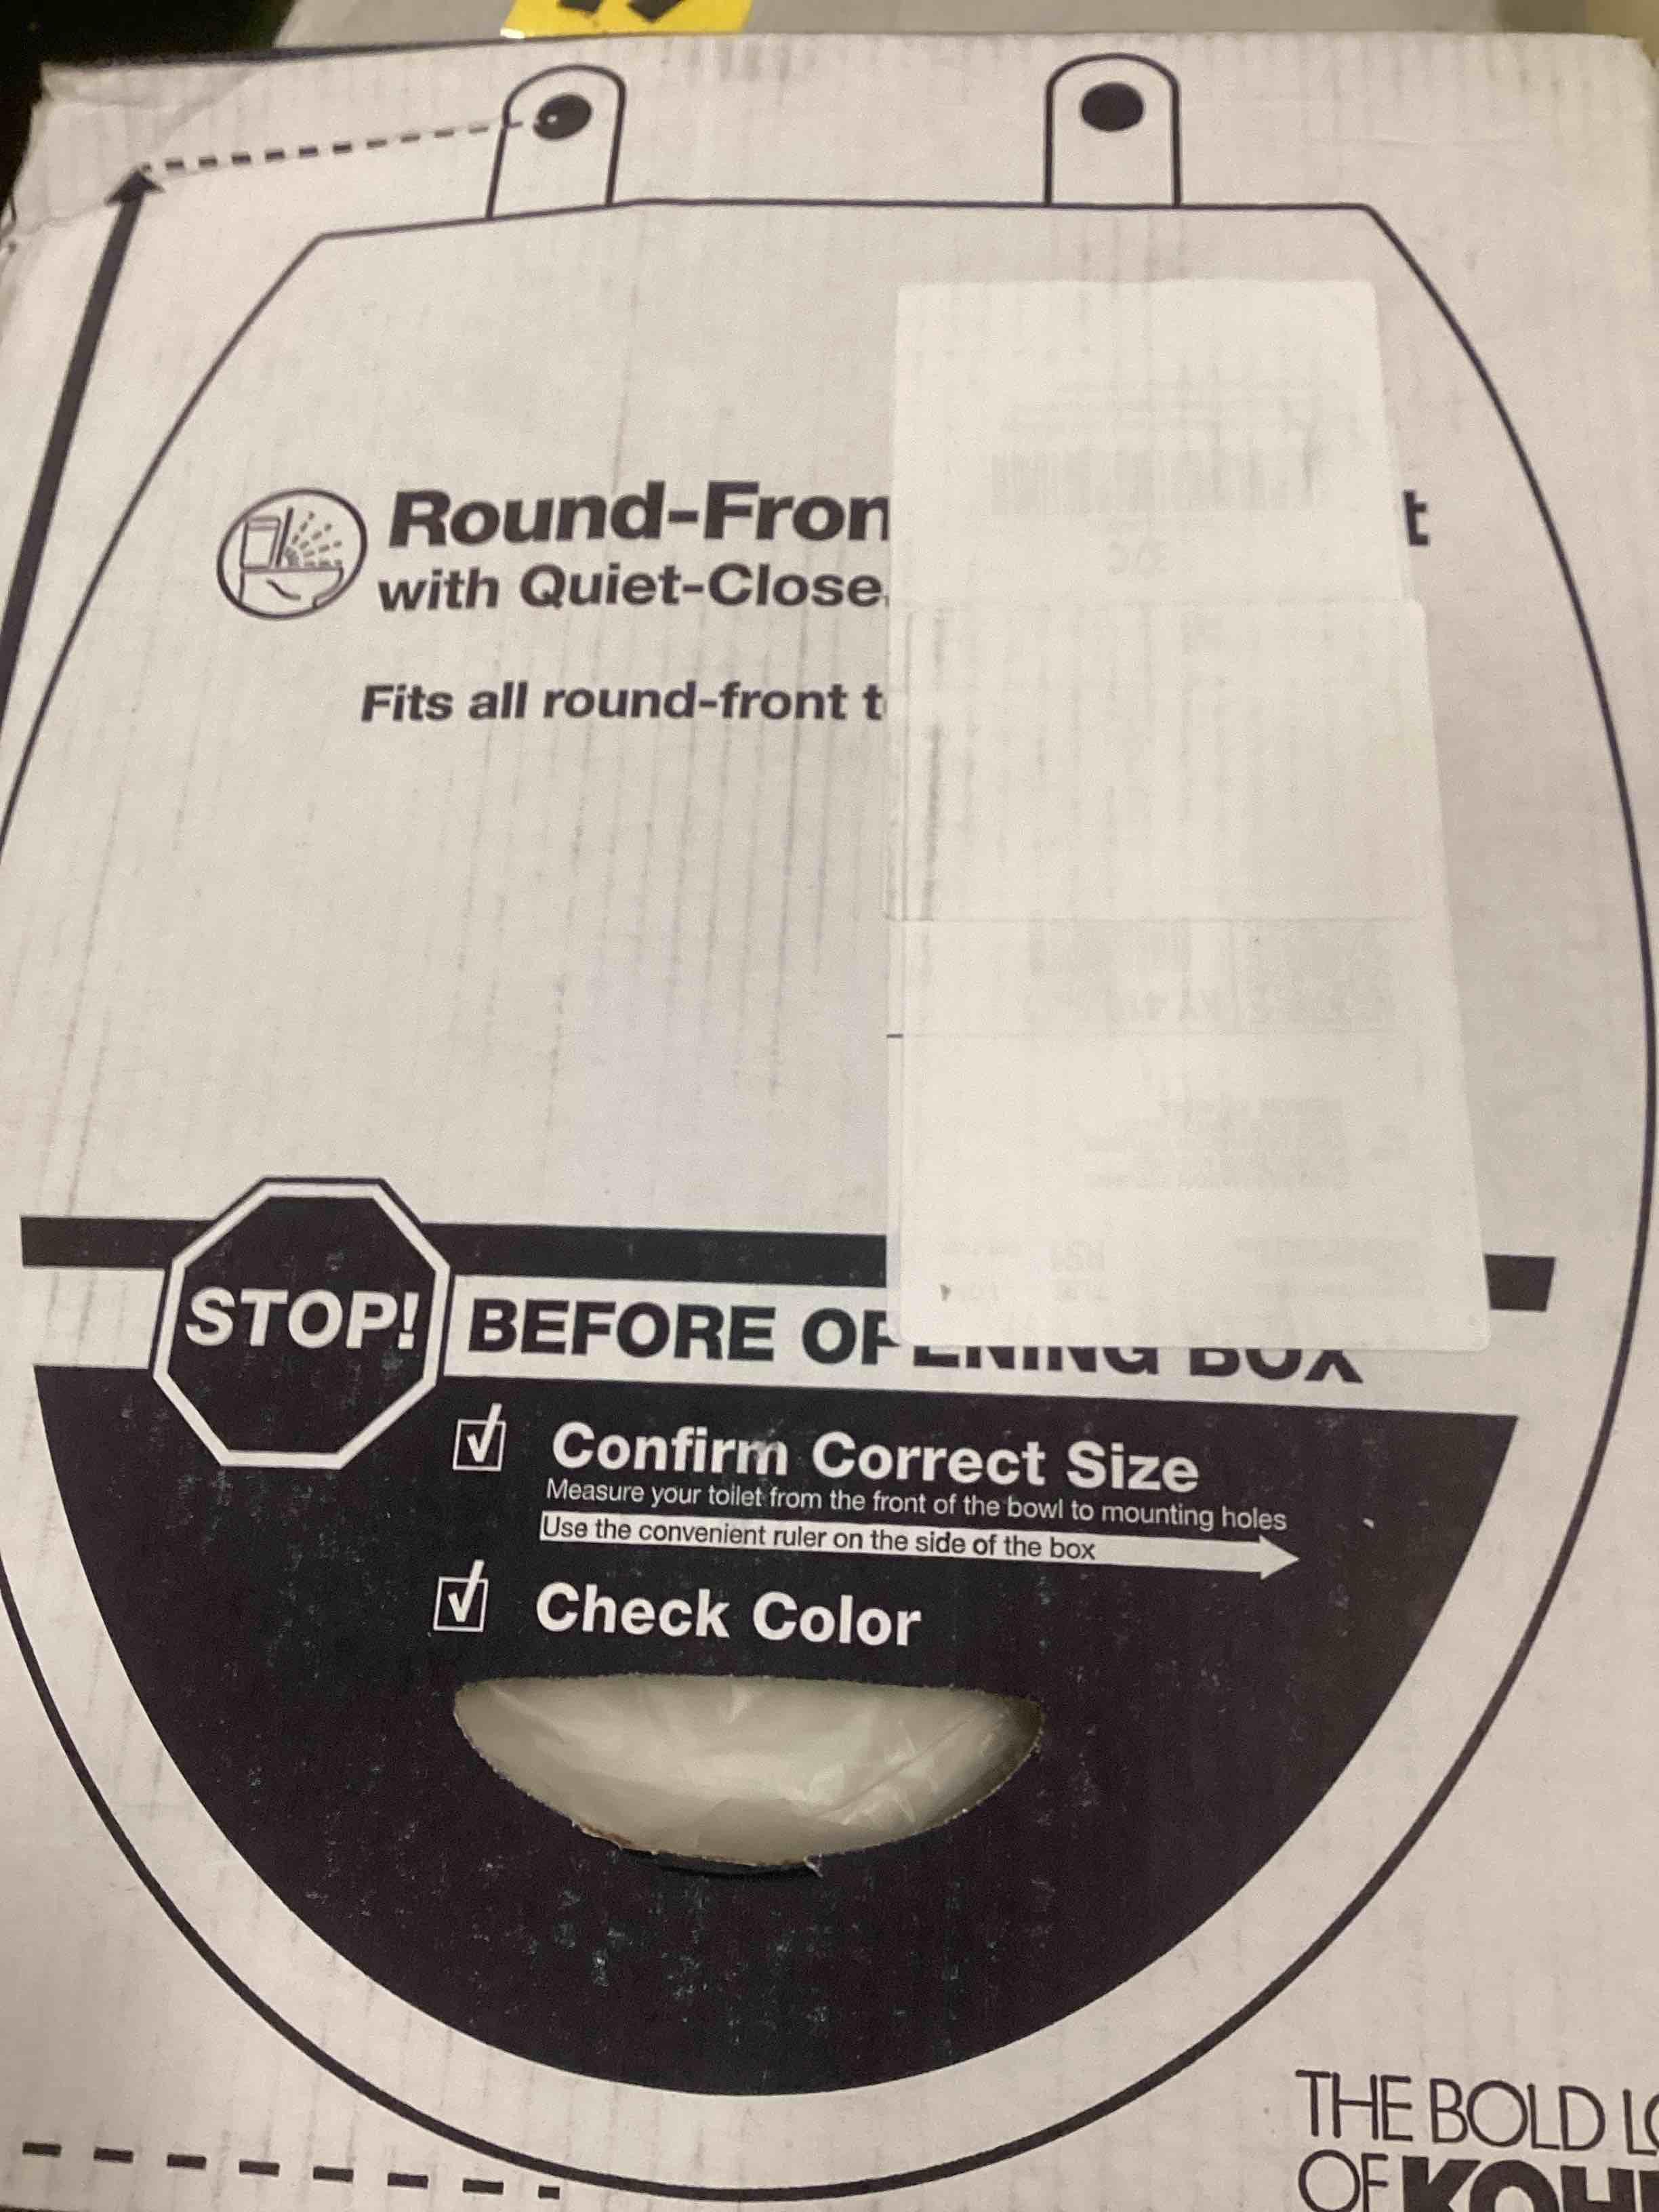 Round-Fron t
with Quiet-Close
Fits all round-front t
STOP!
BEFORE OPENING BOX
Confirm Correct Size
Measure your toilet from the front of the bowl to mounting holes
Use the convenient ruler on the side of the box
Check Color
THE BOLD LO
OF KOHL